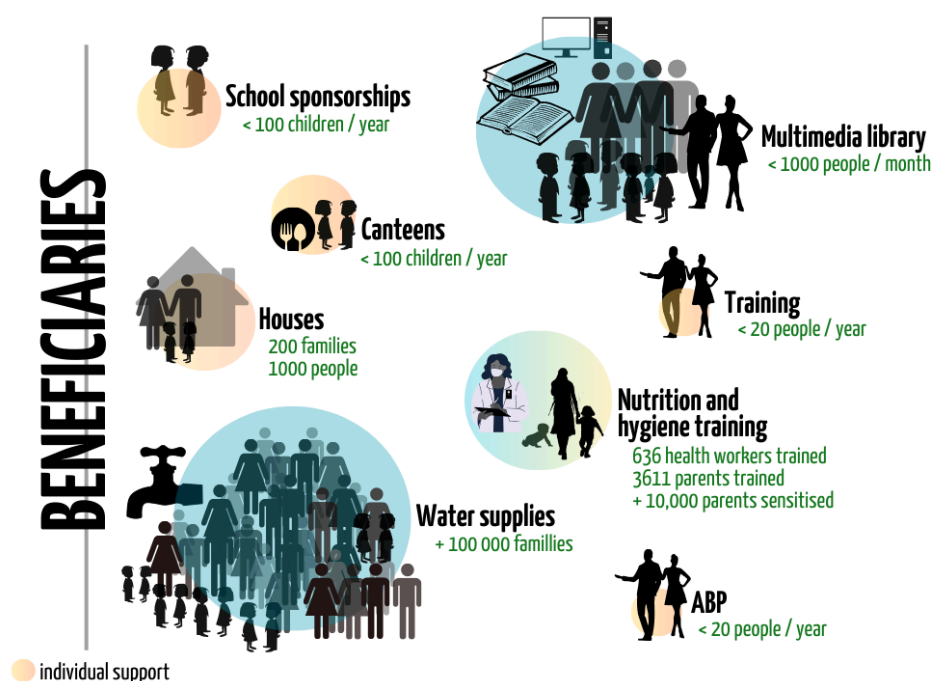 BENEFICIARIES
School sponsorships
< 100 children / year
Multimedia library
< 1000 people / month
Canteens
< 100 children / year
Houses
200 families
1000 people
Training
< 20 people / year
Nutrition and
hygiene training
636 health workers trained
3611 parents trained
+ 10,000 parents sensitised
Water supplies
+ 100 000 famillies
ABP
< 20 people / year
individual support